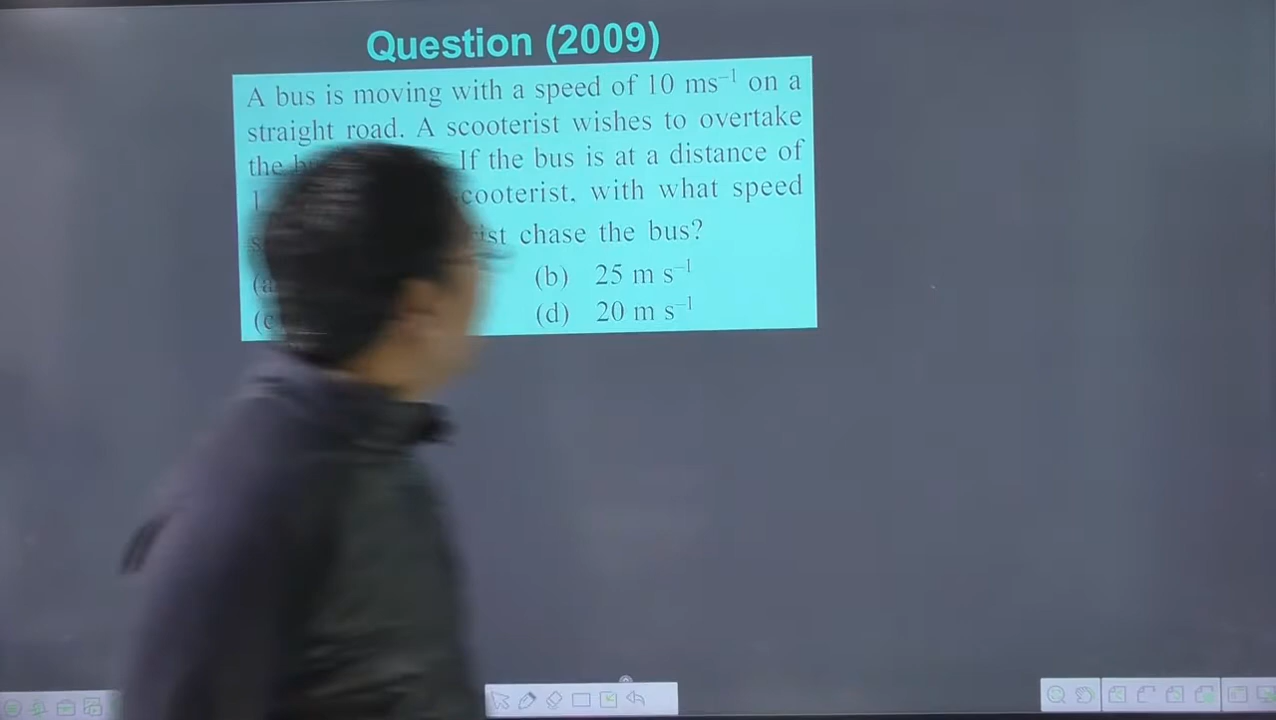 Question (2009)
A bus is moving with a speed of 10 ms⁻¹ on a
straight road. A scooterist wishes to overtake
the If the bus is at a distance of
scooterist, with what speed
chase the bus?
(b) 25 m s⁻¹
(d) 20 m s⁻¹